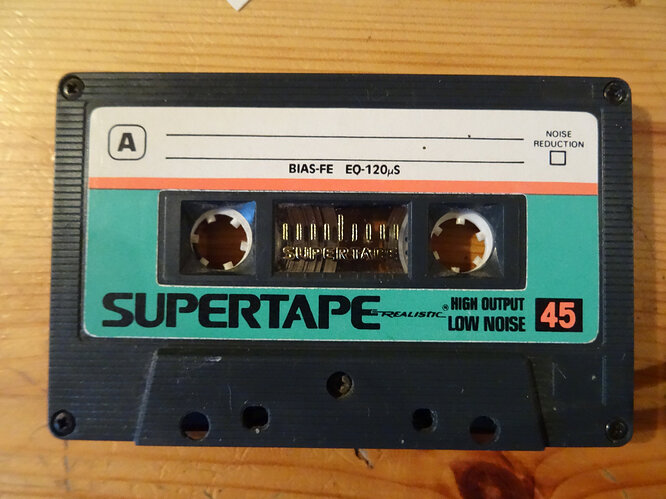 A
NOISE
REDUCTION
BIAS-FE EQ-120µS
SUPERTAPE
SUPERTAPE
REALISTIC®
HIGH OUTPUT
LOW NOISE
45